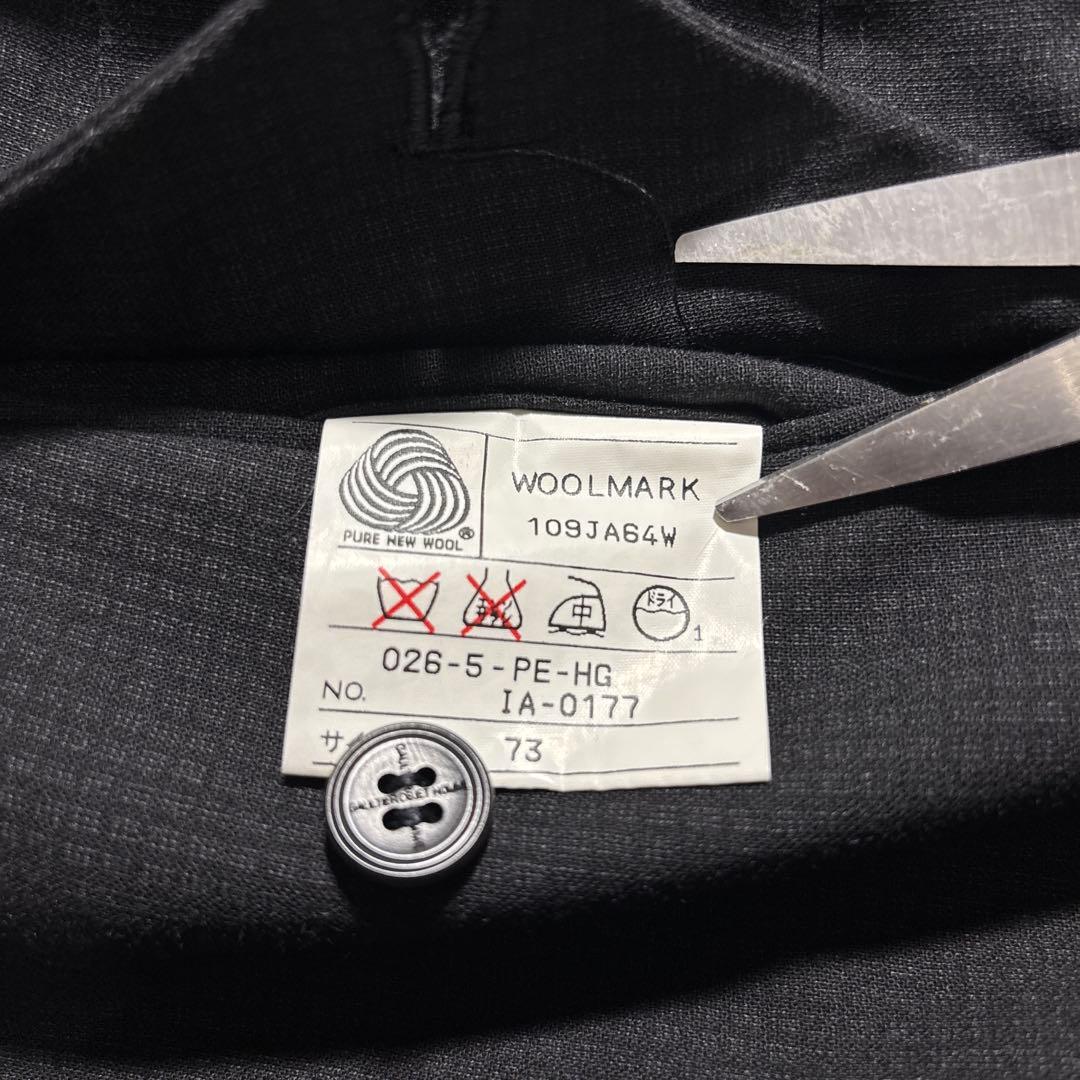 WOOLMARK
109JA64W
PURE NEW WOOL ®
中
ドライ
1
026-5-PE-HG
NO. IA-0177
サイ 73
GAULTIER